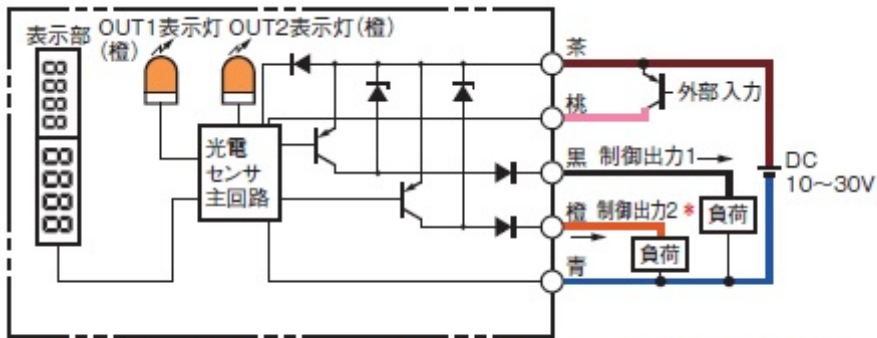 表示部
OUT1表示灯
(橙)
OUT2表示灯(橙)
8888
8888
光電
センサ
主回路
茶
桃
外部入力
黒 制御出力1
DC
10~30V
負荷
橙 制御出力2 *
負荷
青